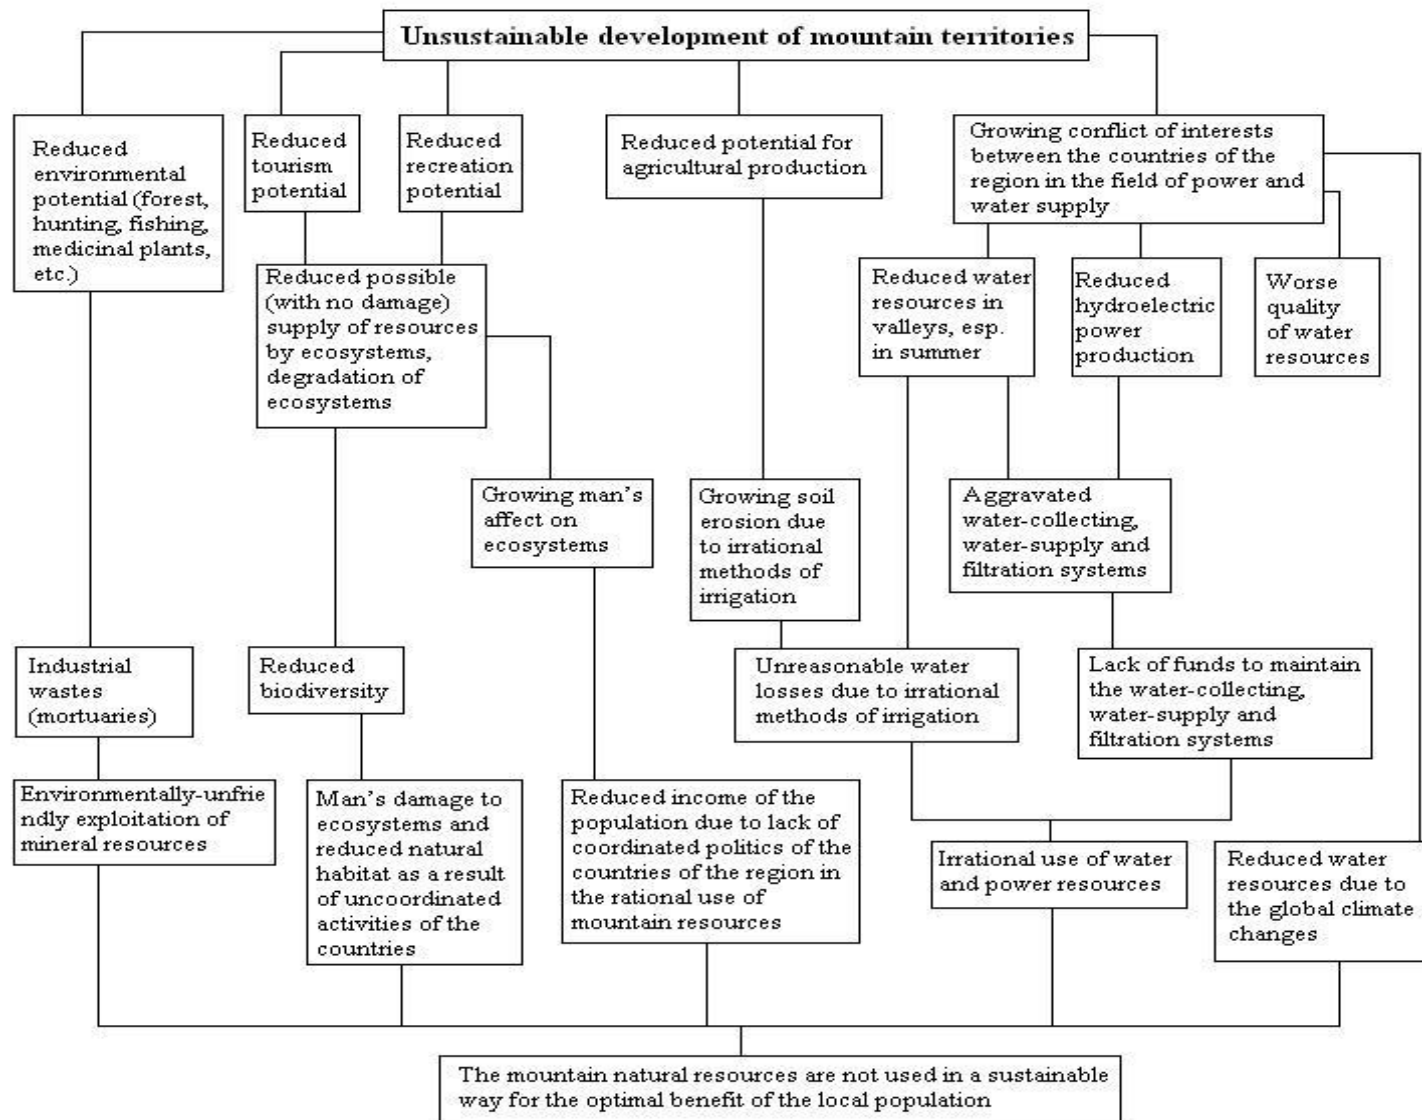 Unsustainable development of mountain territories
Reduced
environmental
potential (forest,
hunting, fishing,
medicinal plants,
etc.)
Reduced
tourism
potential
Reduced
recreation
potential
Reduced potential for
agricultural production
Growing conflict of interests
between the countries of the
region in the field of power and
water supply
Reduced possible
(with no damage)
supply of resources
by ecosystems,
degradation of
ecosystems
Reduced water
resources in
valleys, esp.
in summer
Reduced
hydroelectric
power
production
Worse
quality
of water
resources
Growing man's
affect on
ecosystems
Growing soil
erosion due
to irrational
methods of
irrigation
Aggravated
water-collecting,
water-supply and
filtration systems
Industrial
wastes
(mortuaries)
Reduced
biodiversity
Unreasonable water
losses due to irrational
methods of irrigation
Lack of funds to maintain
the water-collecting,
water-supply and
filtration systems
Environmentally-unfrie
ndly exploitation of
mineral resources
Man's damage to
ecosystems and
reduced natural
habitat as a result
of uncoordinated
activities of the
countries
Reduced income of the
population due to lack of
coordinated politics of the
countries of the region in
the rational use of
mountain resources
Irrational use of water
and power resources
Reduced water
resources due to
the global climate
changes
The mountain natural resources are not used in a sustainable
way for the optimal benefit of the local population